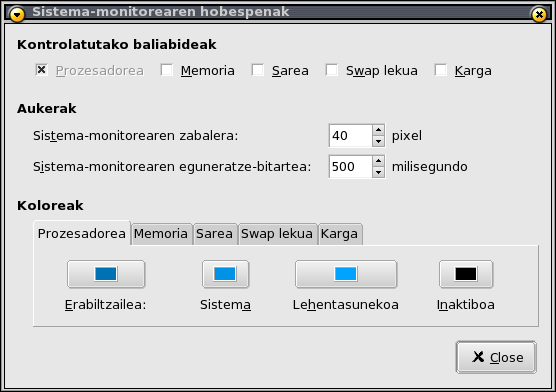 Sistema-monitorearen hobespenak
Kontrolatutako baliabideak
Prozesadorea Memoria Sarea Swap lekua Karga
Aukerak
Sistema-monitorearen zabalera: 40 pixel
Sistema-monitorearen eguneratze-bitartea: 500 milisegundo
Koloreak
Prozesadorea Memoria Sarea Swap lekua Karga
Erabiltzailea: Sistema Lehentasunekoa Inaktiboa
Close